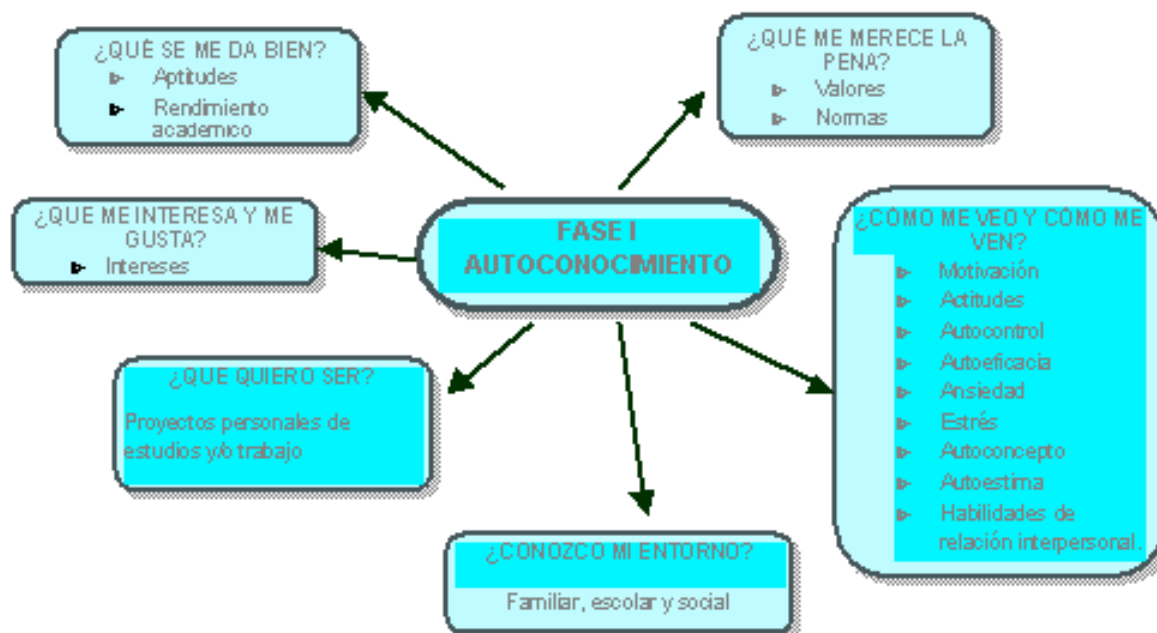 ¿QUÉ SE ME DA BIEN?
Aptitudes
Rendimiento
academico
¿QUÉ ME MERECE LA
PENA?
Valores
Normas
¿QUE ME INTERESA Y ME
GUSTA?
Intereses
FASE I
AUTOCONOCIMIENTO
¿CÓMO ME VEO Y CÓMO ME
VEN?
Motivación
Actitudes
Autocontrol
Autoeficacia
Ansiedad
Estrés
Autoconcepto
Autoestima
Habilidades de
relación interpersonal.
¿QUE QUIERO SER?
Proyectos personales de
estudios y/o trabajo
¿CONOZCO MI ENTORNO?
Familiar, escolar y social